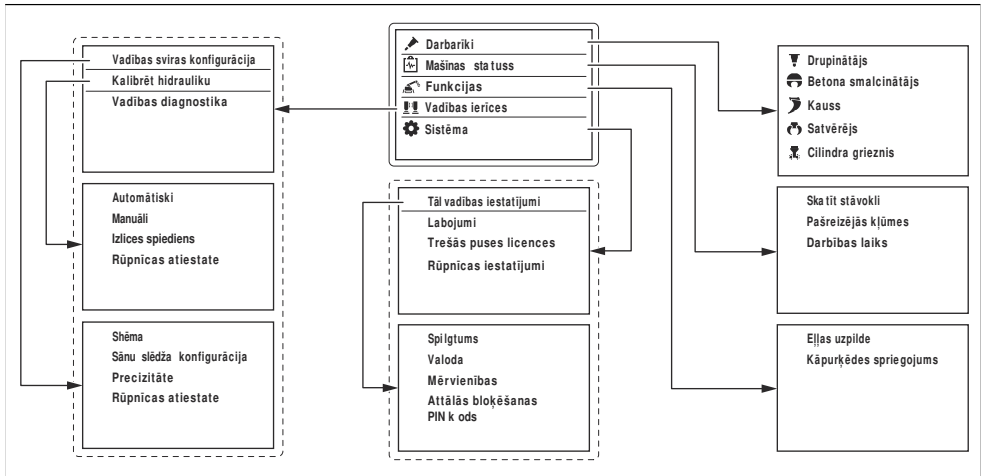 Vadības sviras konfigurācija
Kalibrēt hidrauliku
Vadības diagnostika
Automātiski
Manuāli
Izlices spiediens
Rūpnīcas atiestate
Shēma
Sānu slēdža konfigurācija
Precizitāte
Rūpnīcas atiestate
Darbarīki
Mašīnas statuss
Funkcijas
Vadības ierīces
Sistēma
Tālvadības iestatījumi
Labojumi
Trešās puses licences
Rūpnīcas iestatījumi
Spilgtums
Valoda
Mērvienības
Attālās bloķēšanas
PIN kods
Drupinātājs
Betona smalcinātājs
Kauss
Satvērējs
Cilindra grieznis
Skatīt stāvokli
Pašreizējās kļūmes
Darbības laiks
Eļļas uzpilde
Kāpurķēdes spriegojums